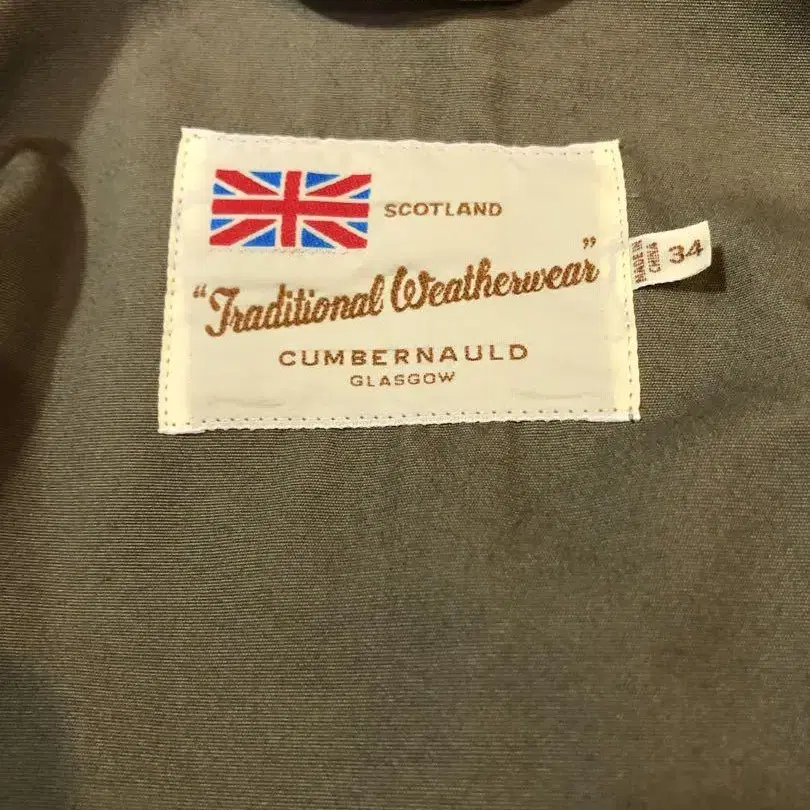 SCOTLAND
"Traditional Weatherwear"
CUMBERNAULD
GLASGOW
MADE IN
CHINA
34